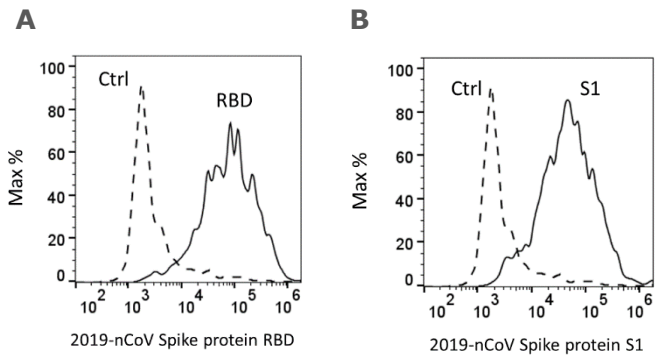 A
Max %
100
80
60
40
20
0
Ctrl
RBD
10^2 10^3 10^4 10^5 10^6
2019-nCoV Spike protein RBD
B
Max %
100
80
60
40
20
0
Ctrl
S1
10^2 10^3 10^4 10^5 10^6
2019-nCoV Spike protein S1